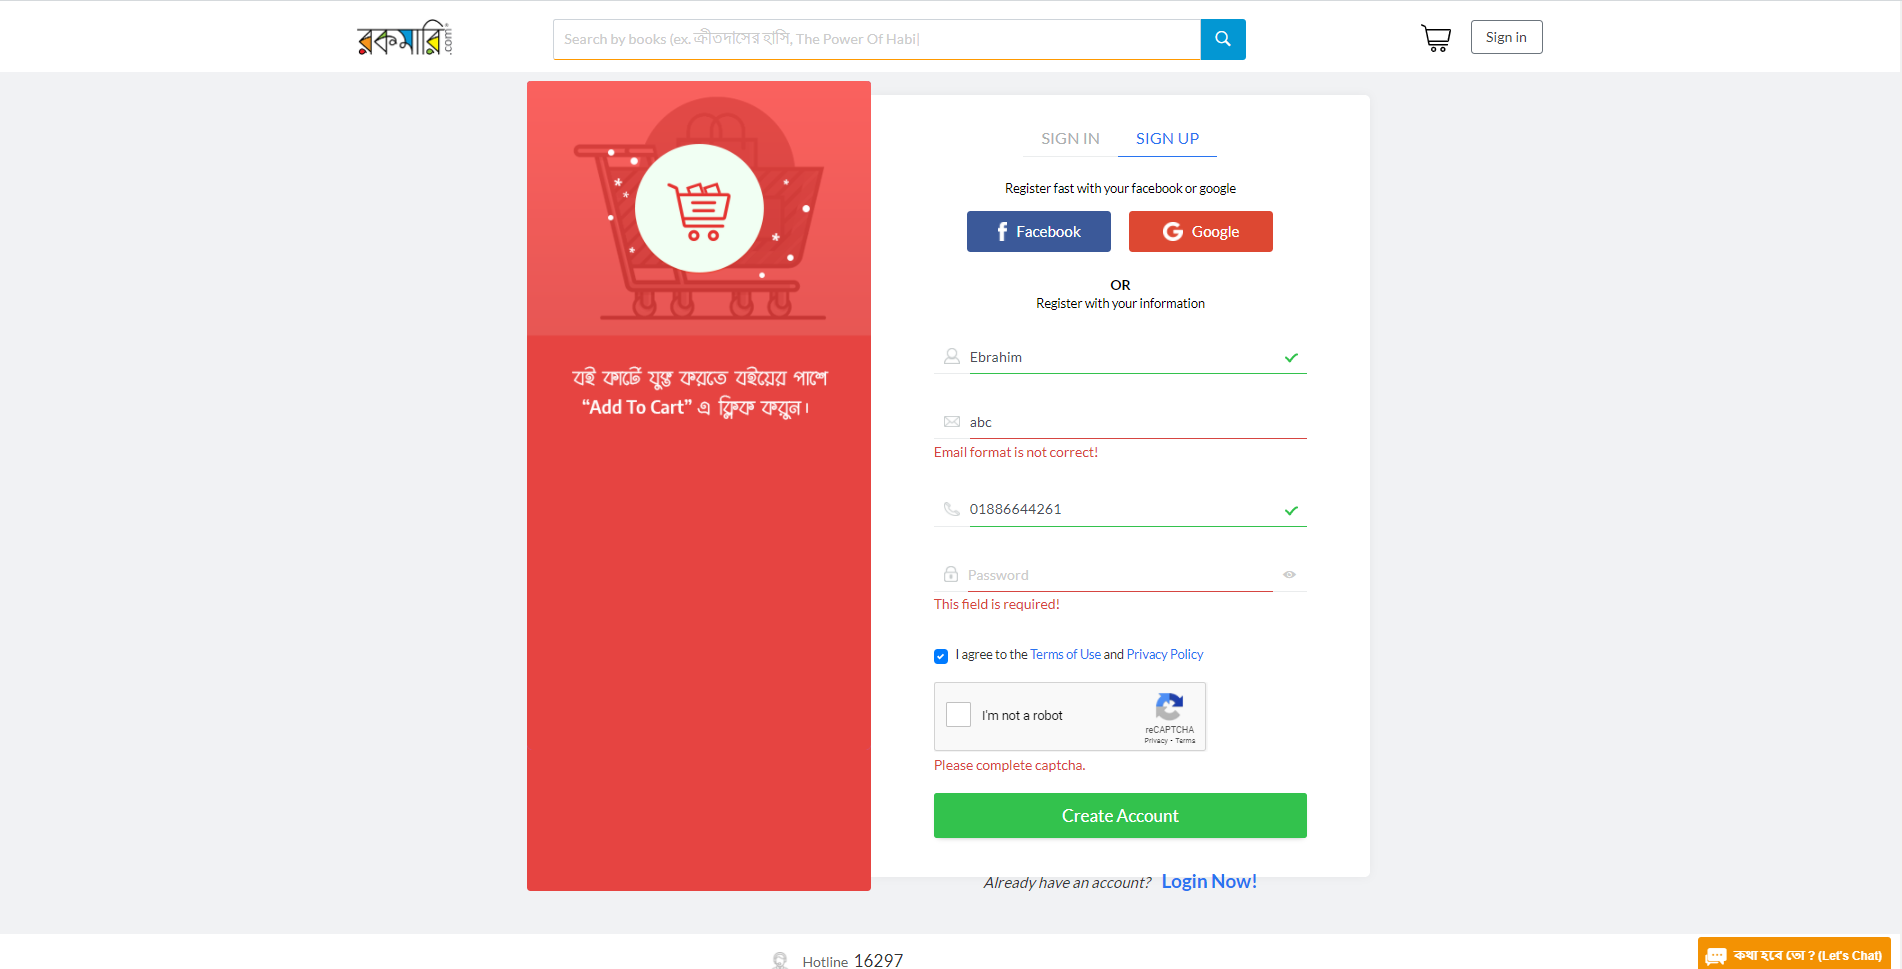 রকমারি.com
Search by books (ex. ক্রীতদাসের হাসি, The Power Of Habi|
Sign in
বই কার্টে যুক্ত করতে বইয়ের পাশে
“Add To Cart” এ ক্লিক করুন।
SIGN IN SIGN UP
Register fast with your facebook or google
Facebook Google
OR
Register with your information
Ebrahim
abc
Email format is not correct!
01886644261
Password
This field is required!
I agree to the Terms of Use and Privacy Policy
I'm not a robot
reCAPTCHA
Privacy - Terms
Please complete captcha.
Create Account
Already have an account? Login Now!
Hotline 16297
কথা হবে তো ? (Let's Chat)